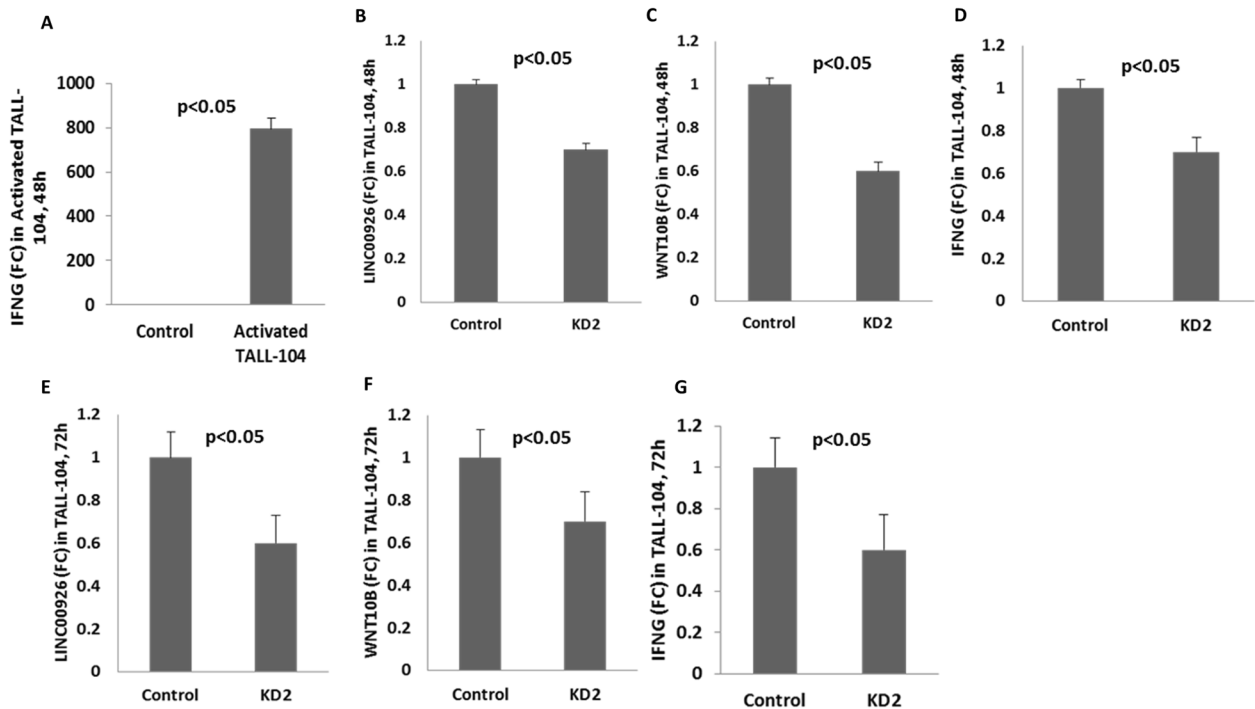 A
IFNG (FC) in Activated TALL-
104, 48h
1000
800
600
400
200
0
p<0.05
Control
Activated
TALL-104
B
LINC00926 (FC) in TALL-104, 48h
1.2
1
0.8
0.6
0.4
0.2
0
p<0.05
Control
KD2
C
WNT10B (FC) in TALL-104, 48h
1.2
1
0.8
0.6
0.4
0.2
0
p<0.05
Control
KD2
D
IFNG (FC) in TALL-104, 48h
1.2
1
0.8
0.6
0.4
0.2
0
p<0.05
Control
KD2
E
LINC00926 (FC) in TALL-104, 72h
1.2
1
0.8
0.6
0.4
0.2
0
p<0.05
Control
KD2
F
WNT10B (FC) in TALL-104, 72h
1.2
1
0.8
0.6
0.4
0.2
0
p<0.05
Control
KD2
G
IFNG (FC) in TALL-104, 72h
1.2
1
0.8
0.6
0.4
0.2
0
p<0.05
Control
KD2